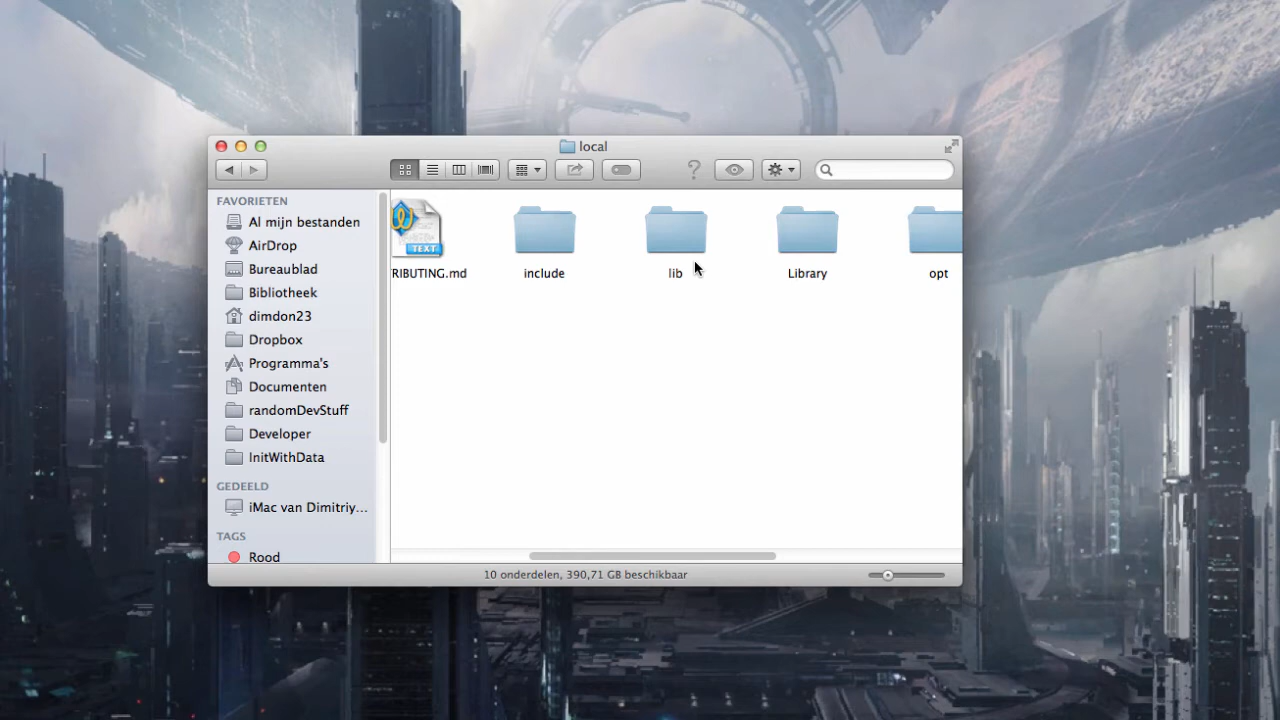 local
FAVORIETEN
Al mijn bestanden
AirDrop
Bureaublad
Bibliotheek
dimdon23
Dropbox
Programma's
Documenten
randomDevStuff
Developer
InitWithData
GEDEELD
iMac van Dimitriy...
TAGS
Rood
TEXT
RIBUTING.md
include
lib
Library
opt
10 onderdelen, 390,71 GB beschikbaar